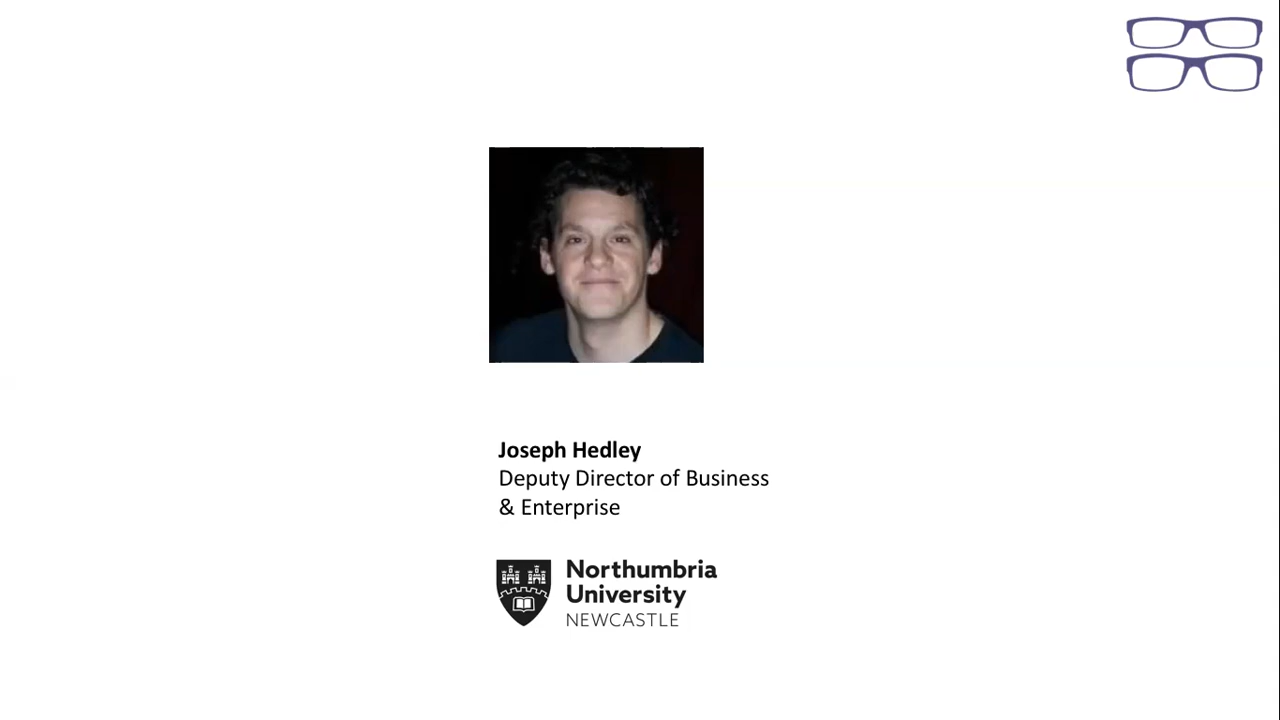 Joseph Hedley
Deputy Director of Business
& Enterprise
Northumbria
University
NEWCASTLE